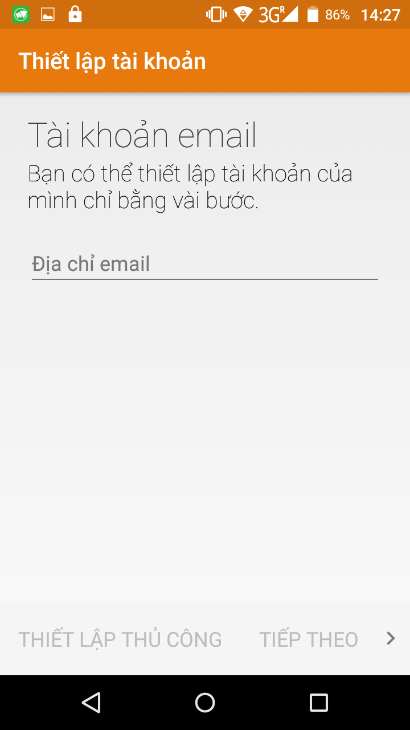 3G R 86% 14:27
Thiết lập tài khoản
Tài khoản email
Bạn có thể thiết lập tài khoản của
mình chỉ bằng vài bước.
Địa chỉ email
THIẾT LẬP THỦ CÔNG TIẾP THEO